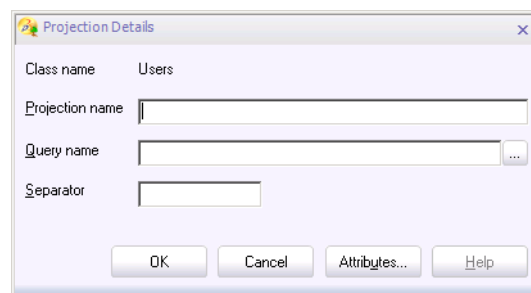 Projection Details
Class name Users
Projection name
Query name ...
Separator
OK Cancel Attributes... Help